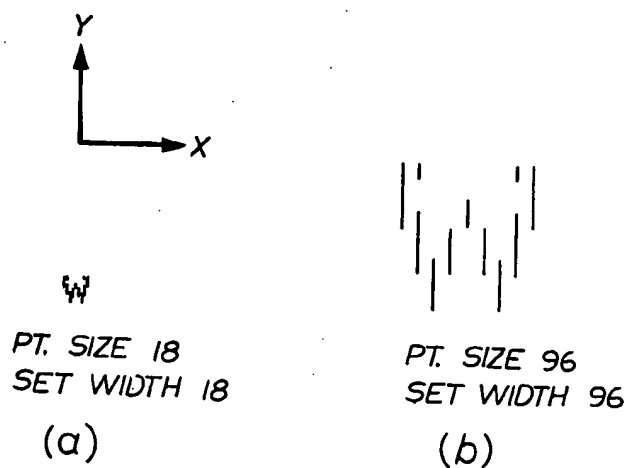 Y
X
W
W
PT. SIZE 18
SET WIDTH 18
PT. SIZE 96
SET WIDTH 96
(a)
(b)